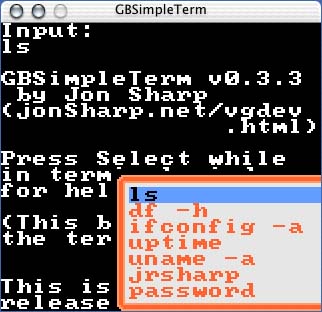 GBSimpleTerm
Input:
ls
GBSimpleTerm v0.3.3
by Jon Sharp
(jonSharp.net/vgdev
.html)
Press Select while
in term
for hel
(This b
the ter
This is
release
ls
df -h
ifconfig -a
uptime
uname -a
jrsharp
password